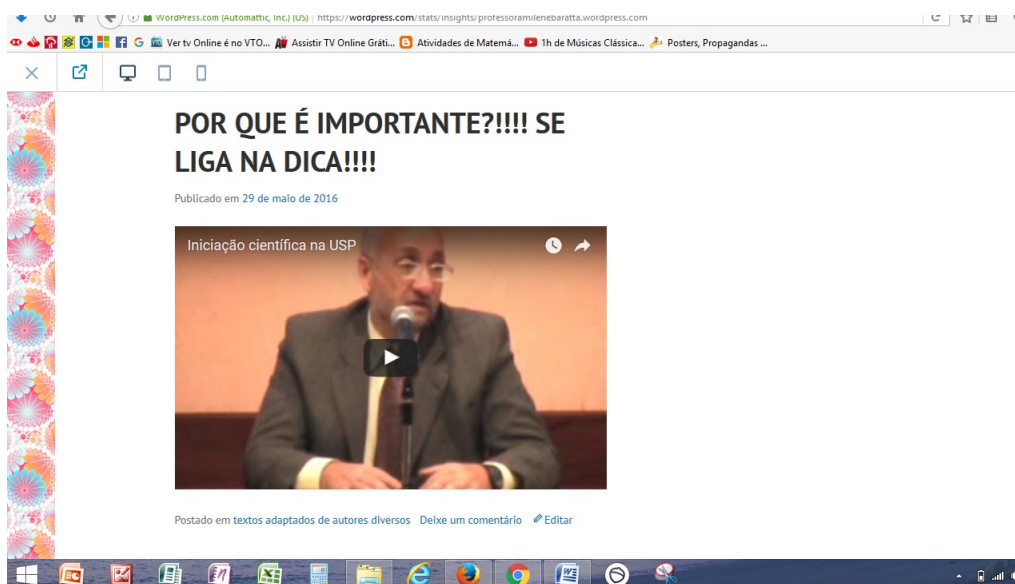 WordPress.com (Automattic, Inc.) (US) https://wordpress.com/stats/insights/professoramilenebaratta.wordpress.com
Ver tv Online é no VTO... Assistir TV Online Gráti... Atividades de Matemá... 1h de Músicas Clássica... Posters, Propagandas ...
POR QUE É IMPORTANTE?!!!! SE
LIGA NA DICA!!!!
Publicado em 29 de maio de 2016
Iniciação científica na USP
Postado em textos adaptados de autores diversos Deixe um comentário Editar